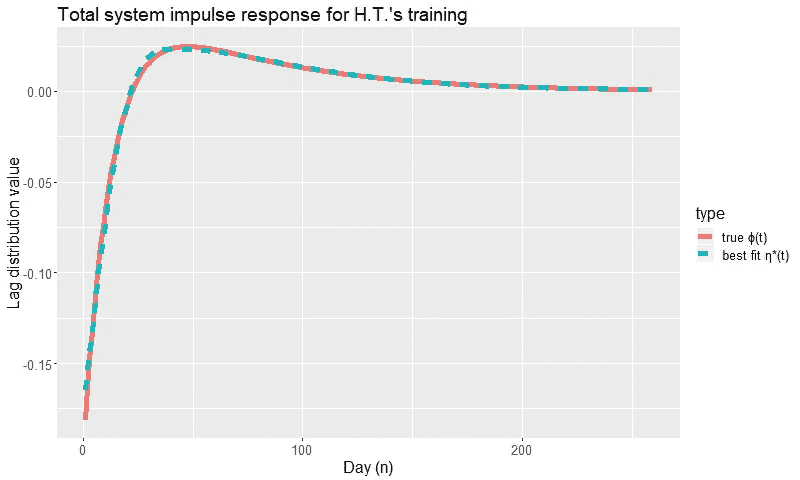 Total system impulse response for H.T.'s training
Lag distribution value
0.00
-0.05
-0.10
-0.15
0
100
200
Day (n)
type
true ϕ(t)
best fit η*(t)